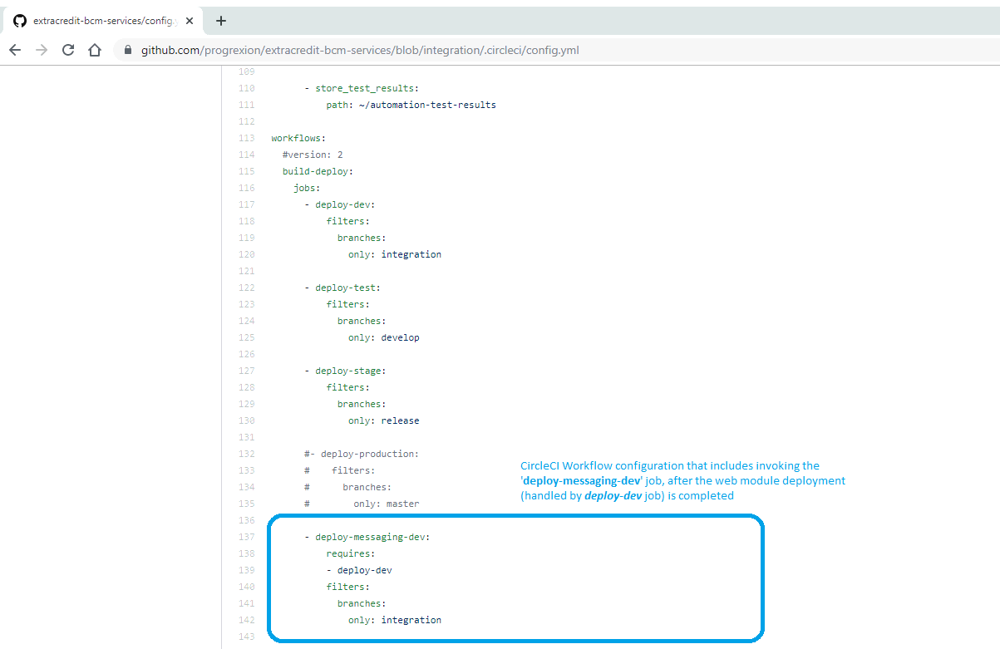 extracredit-bcm-services/config.y
github.com/progrexion/extracredit-bcm-services/blob/integration/.circleci/config.yml
109
110 - store_test_results:
111 path: ~/automation-test-results
112
113 workflows:
114 #version: 2
115 build-deploy:
116 jobs:
117 - deploy-dev:
118 filters:
119 branches:
120 only: integration
121
122 - deploy-test:
123 filters:
124 branches:
125 only: develop
126
127 - deploy-stage:
128 filters:
129 branches:
130 only: release
131
132 #- deploy-production:
133 # filters:
134 # branches:
135 # only: master
CircleCI Workflow configuration that includes invoking the
'deploy-messaging-dev' job, after the web module deployment
(handled by deploy-dev job) is completed
136
137 - deploy-messaging-dev:
138 requires:
139 - deploy-dev
140 filters:
141 branches:
142 only: integration
143